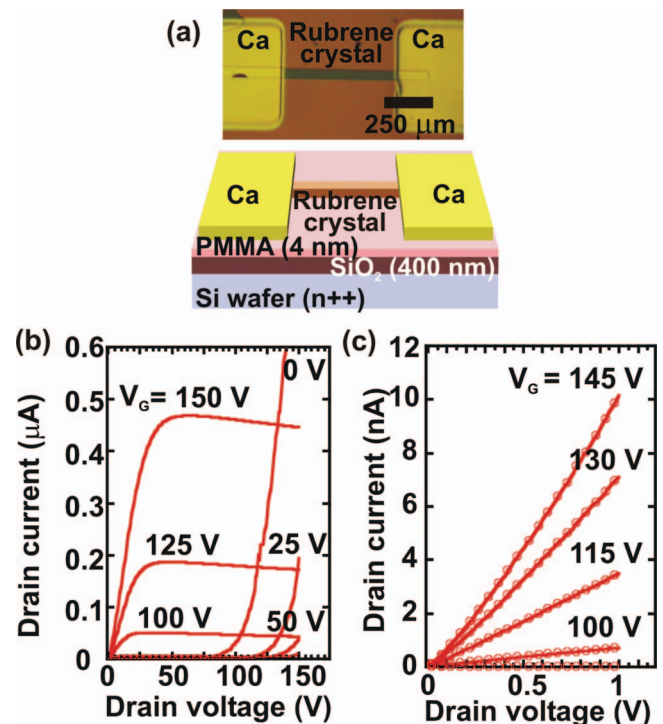 (a)
Ca
Rubrene
crystal
Ca
250 μm
Ca
Rubrene
crystal
Ca
PMMA (4 nm)
SiO₂ (400 nm)
Si wafer (n++)
(b)
Drain current (μA)
0.6
0.5
0.4
0.3
0.2
0.1
0
V_G = 150 V
125 V
100 V
0 V
25 V
50 V
0 50 100 150
Drain voltage (V)
(c)
Drain current (nA)
12
10
8
6
4
2
0
V_G = 145 V
130 V
115 V
100 V
0 0.5 1
Drain voltage (V)